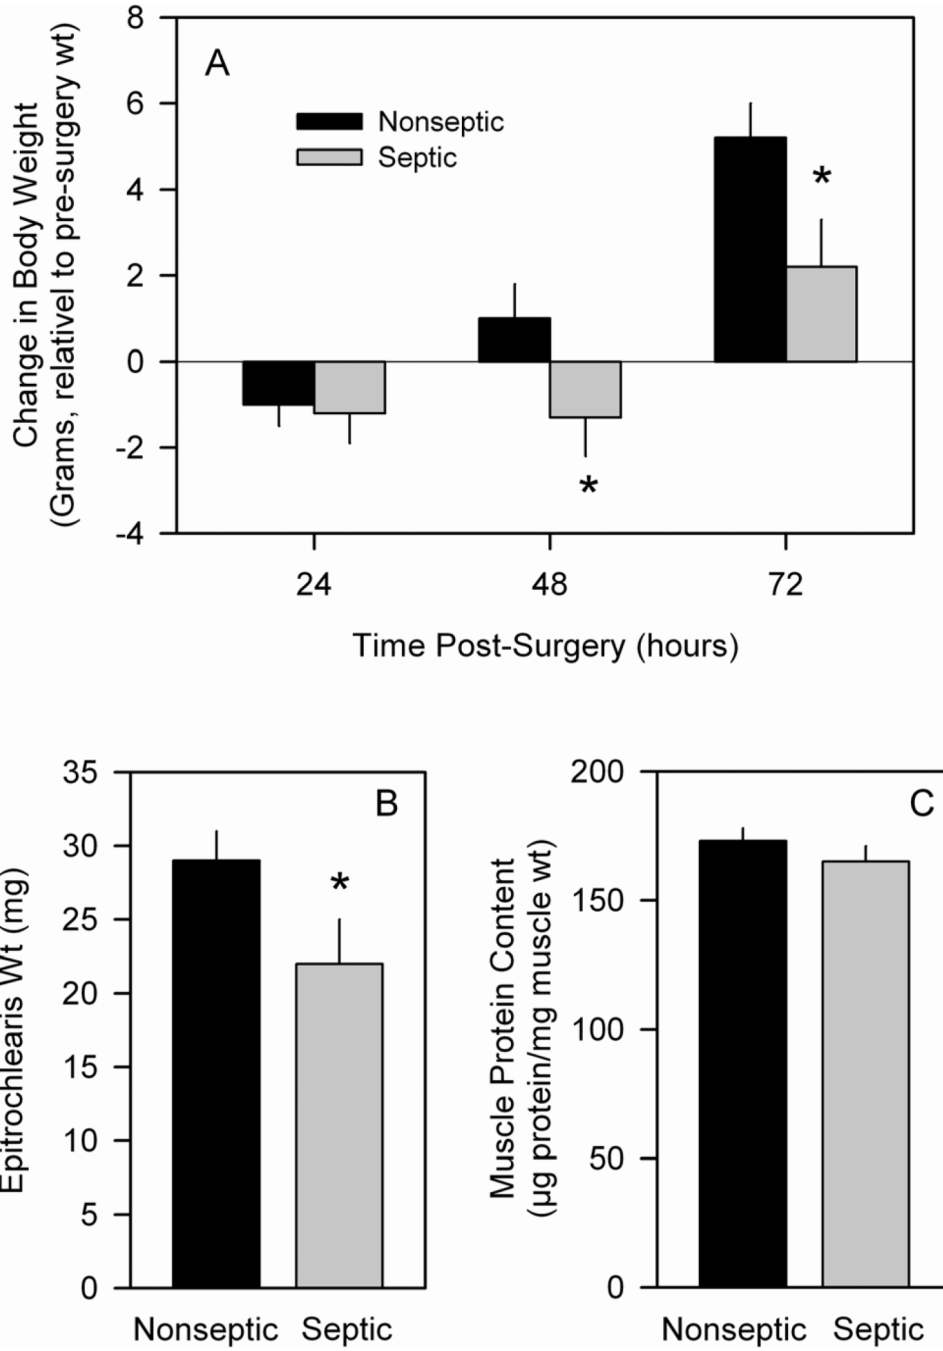 A
Change in Body Weight
(Grams, relativel to pre-surgery wt)
8
6
4
2
0
-2
-4
Nonseptic
Septic
*
*
24
48
72
Time Post-Surgery (hours)
B
Epitrochlearis Wt (mg)
35
30
25
20
15
10
5
0
*
Nonseptic
Septic
C
Muscle Protein Content
(µg protein/mg muscle wt)
200
150
100
50
0
Nonseptic
Septic